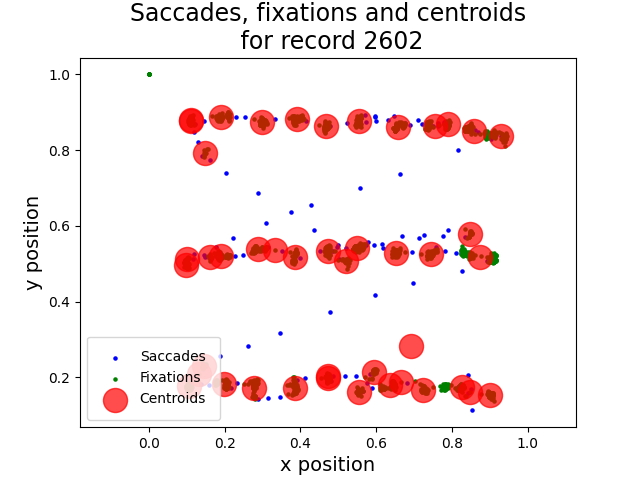 Saccades, fixations and centroids
for record 2602
y position
1.0
0.8
0.6
0.4
0.2
Saccades
Fixations
Centroids
0.0 0.2 0.4 0.6 0.8 1.0
x position